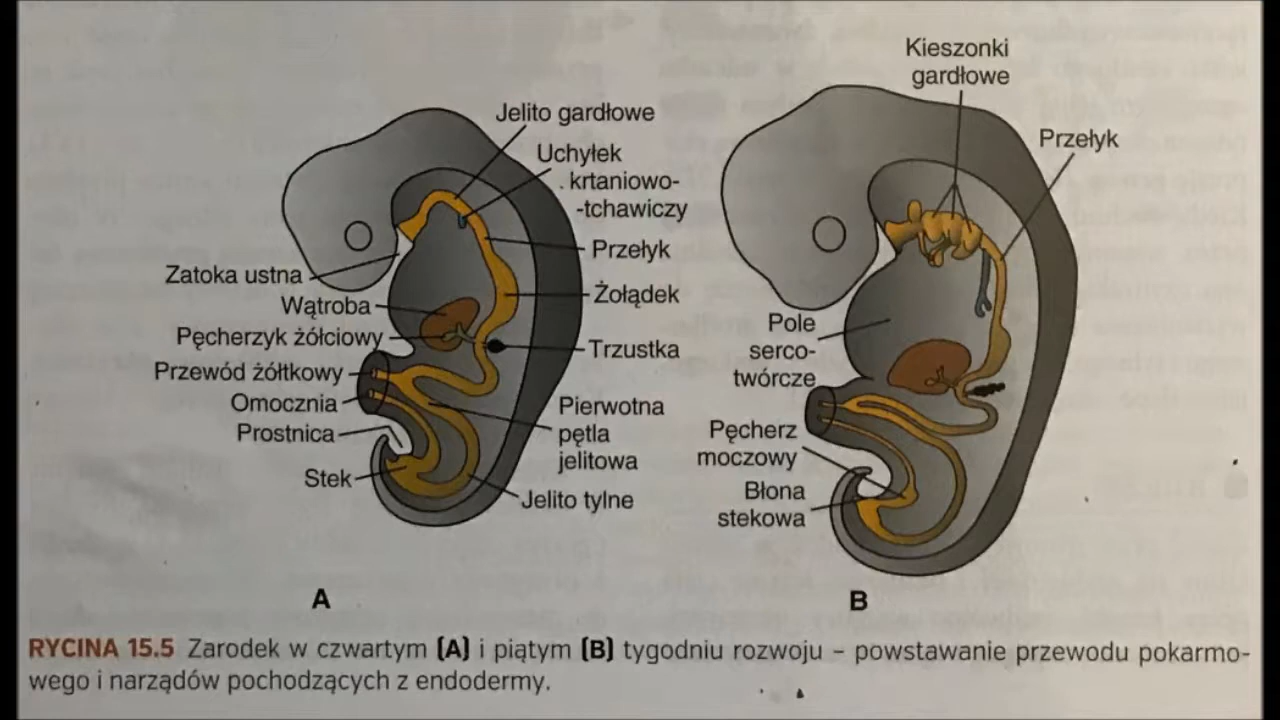 Jelito gardłowe
Uchyłek
krtaniowo-
-tchawiczy
Przełyk
Żołądek
Trzustka
Pierwotna
pętla
jelitowa
Jelito tylne
Zatoka ustna
Wątroba
Pęcherzyk żółciowy
Przewód żółtkowy
Omocznia
Prostnica
Stek
A
Kieszonki
gardłowe
Przełyk
Pole
serco-
twórcze
Pęcherz
moczowy
Błona
stekowa
B
RYCINA 15.5 Zarodek w czwartym (A) i piątym (B) tygodniu rozwoju – powstawanie przewodu pokarmo-
wego i narządów pochodzących z endodermy.